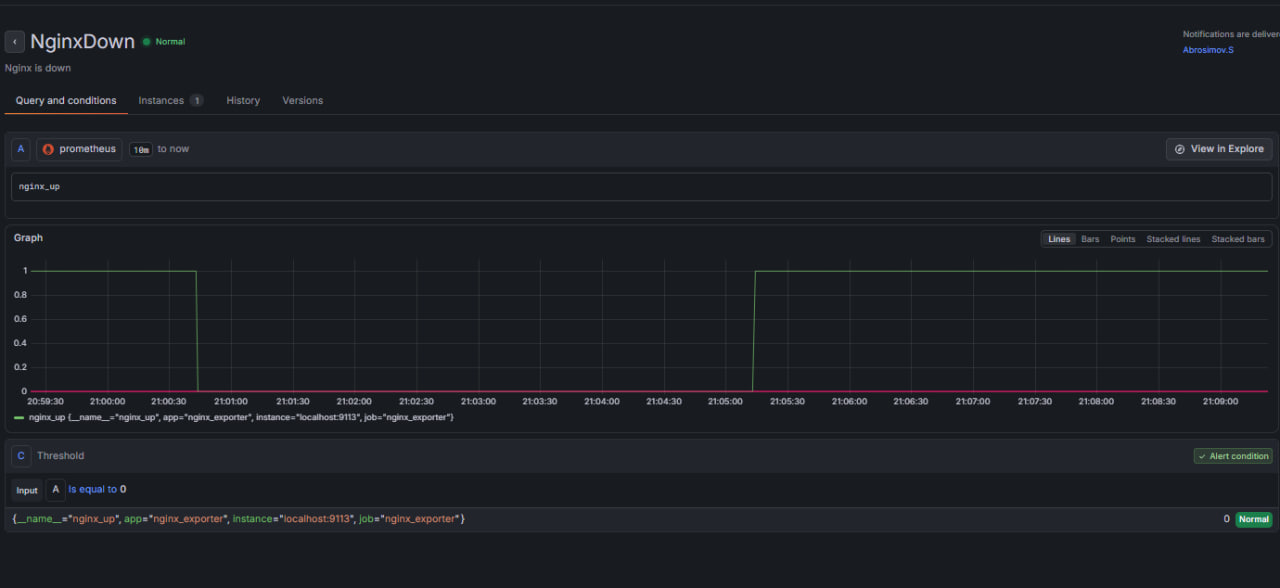 NginxDown Normal
Notifications are deliver
Abrosimov.S
Nginx is down
Query and conditions Instances 1 History Versions
A prometheus 10m to now View in Explore
nginx_up
Graph Lines Bars Points Stacked lines Stacked bars
1
0.8
0.6
0.4
0.2
0
20:59:30 21:00:00 21:00:30 21:01:00 21:01:30 21:02:00 21:02:30 21:03:00 21:03:30 21:04:00 21:04:30 21:05:00 21:05:30 21:06:00 21:06:30 21:07:00 21:07:30 21:08:00 21:08:30 21:09:00
nginx_up {__name__="nginx_up", app="nginx_exporter", instance="localhost:9113", job="nginx_exporter"}
C Threshold Alert condition
Input A Is equal to 0
{__name__="nginx_up", app="nginx_exporter", instance="localhost:9113", job="nginx_exporter"} 0 Normal